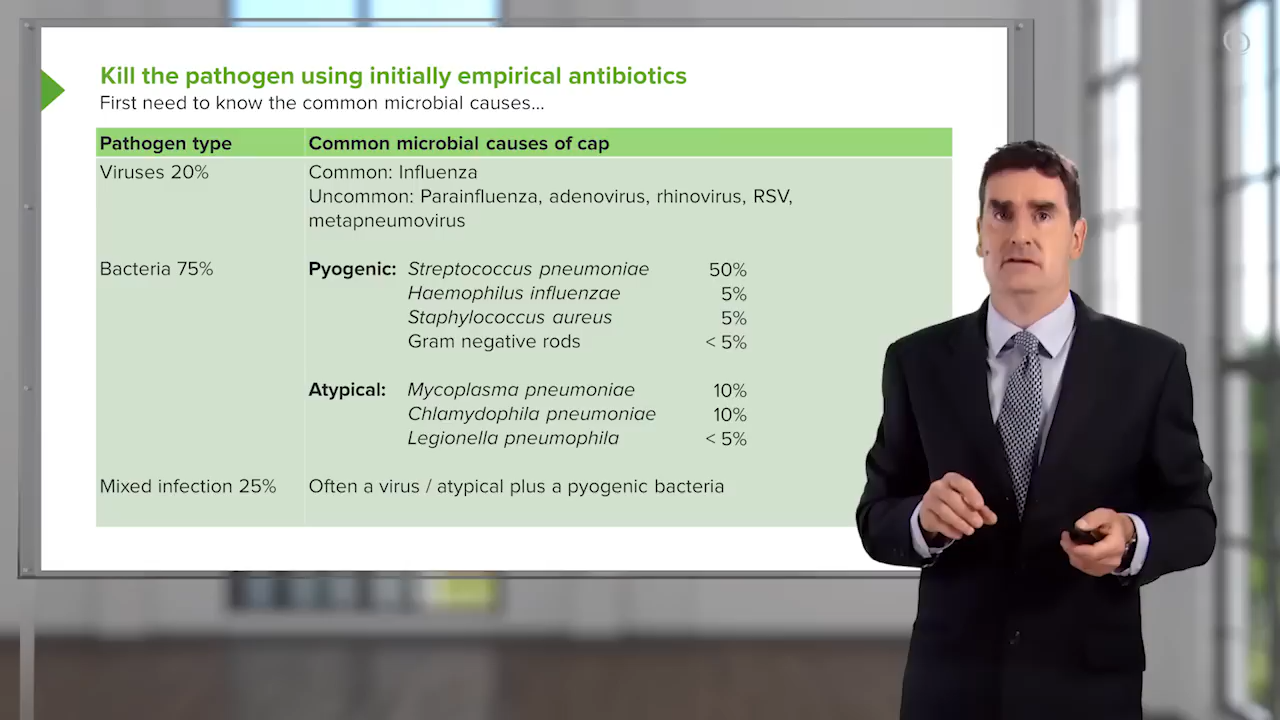 Kill the pathogen using initially empirical antibiotics
First need to know the common microbial causes...
Pathogen type Common microbial causes of cap
Viruses 20% Common: Influenza
Uncommon: Parainfluenza, adenovirus, rhinovirus, RSV,
metapneumovirus
Bacteria 75% Pyogenic: Streptococcus pneumoniae 50%
Haemophilus influenzae 5%
Staphylococcus aureus 5%
Gram negative rods < 5%
Atypical: Mycoplasma pneumoniae 10%
Chlamydophila pneumoniae 10%
Legionella pneumophila < 5%
Mixed infection 25% Often a virus / atypical plus a pyogenic bacteria